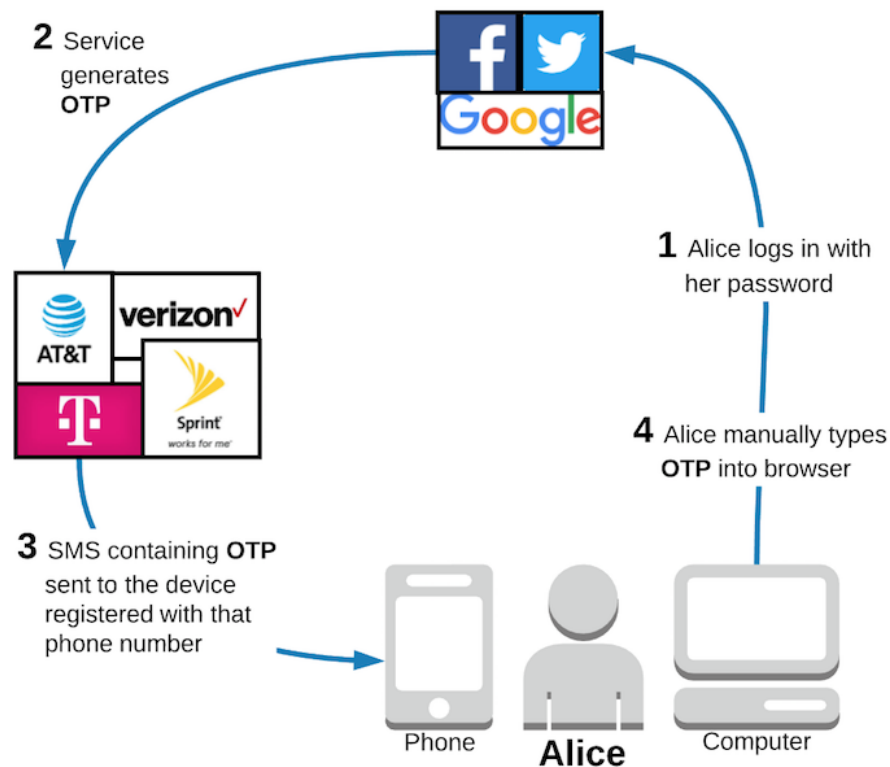 2 Service
generates
OTP
f
Google
1 Alice logs in with
her password
AT&T
verizon✓
T
Sprint
works for me®
4 Alice manually types
OTP into browser
3 SMS containing OTP
sent to the device
registered with that
phone number
Phone
Alice
Computer